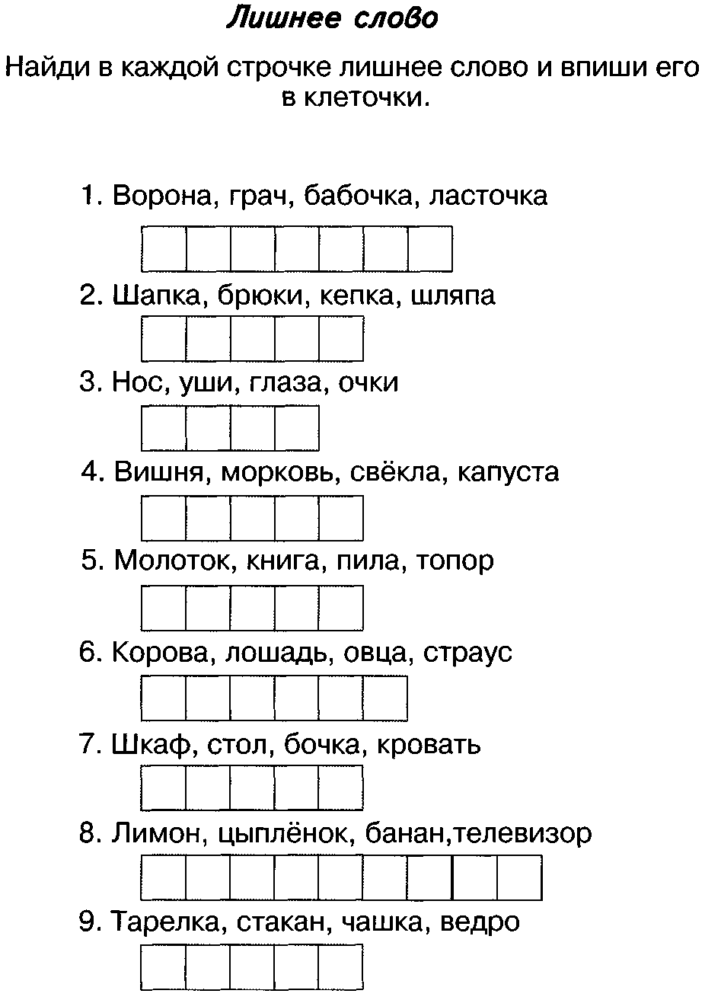 Лишнее слово
Найди в каждой строчке лишнее слово и впиши его
в клеточки.
1. Ворона, грач, бабочка, ласточка
2. Шапка, брюки, кепка, шляпа
3. Нос, уши, глаза, очки
4. Вишня, морковь, свёкла, капуста
5. Молоток, книга, пила, топор
6. Корова, лошадь, овца, страус
7. Шкаф, стол, бочка, кровать
8. Лимон, цыплёнок, банан,телевизор
9. Тарелка, стакан, чашка, ведро